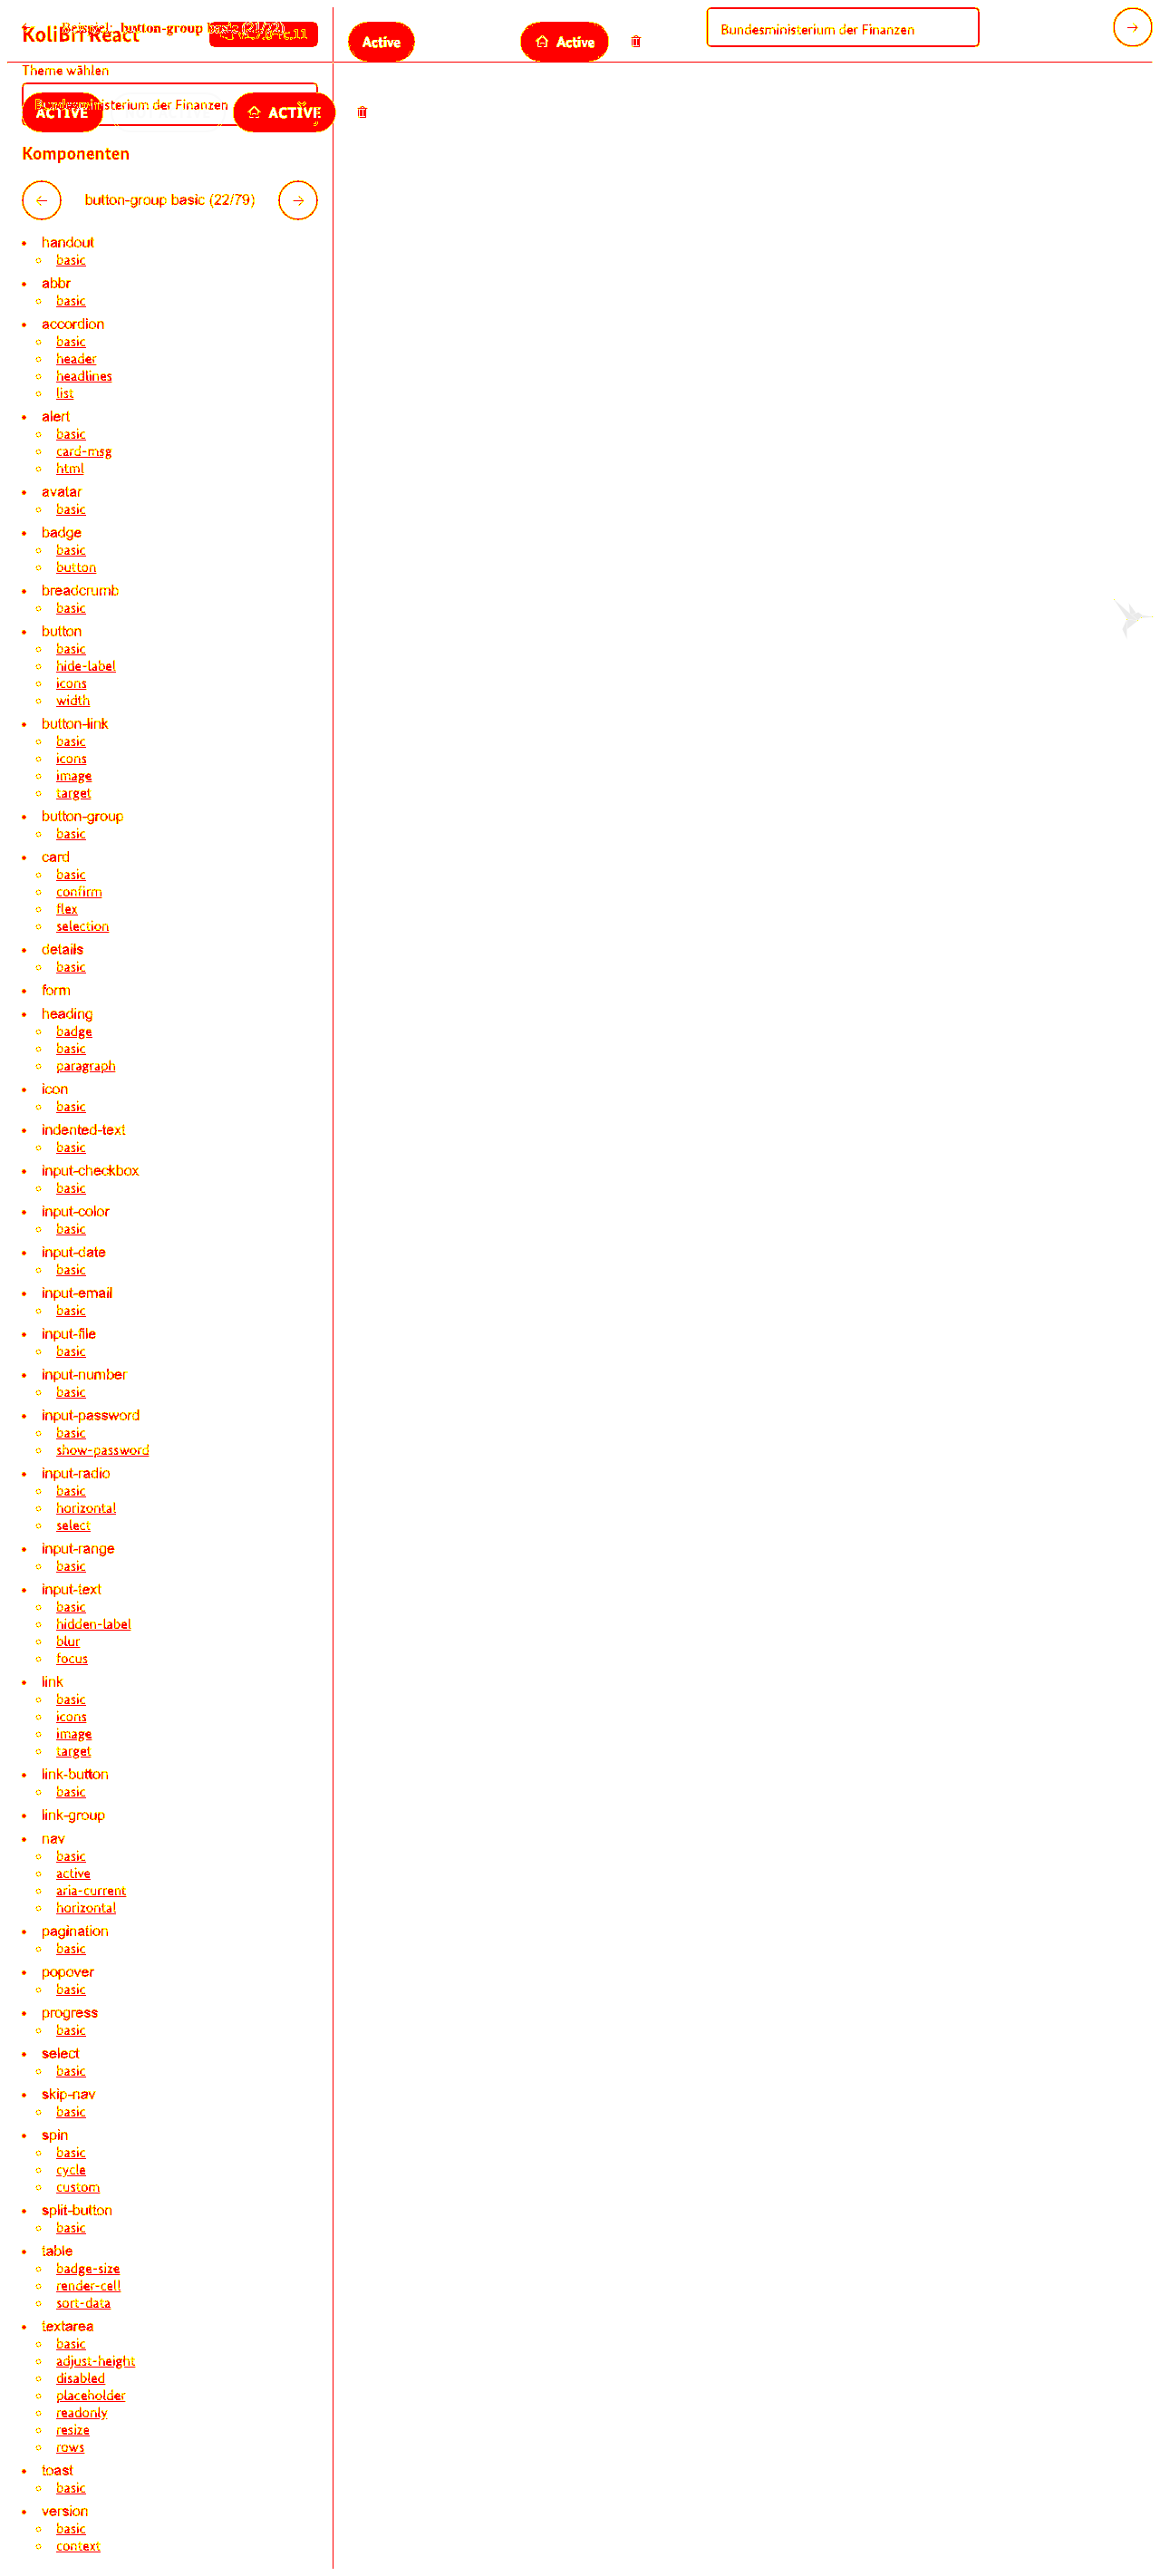 Beispiel: button-group basic
KoliBri React
Active
Active
Bundesministerium der Finanzen
Theme wählen
Bundesministerium der Finanzen
ACTIVE
ACTIVE
Komponenten
button-group basic (22/79)
handout
basic
abbr
basic
accordion
basic
header
headlines
list
alert
basic
card-msg
html
avatar
basic
badge
basic
button
breadcrumb
basic
button
basic
hide-label
icons
width
button-link
basic
icons
image
target
button-group
basic
card
basic
confirm
flex
selection
details
basic
form
heading
badge
basic
paragraph
icon
basic
indented-text
basic
input-checkbox
basic
input-color
basic
input-date
basic
input-email
basic
input-file
basic
input-number
basic
input-password
basic
show-password
input-radio
basic
horizontal
select
input-range
basic
input-text
basic
hidden-label
blur
focus
link
basic
icons
image
target
link-button
basic
link-group
nav
basic
active
aria-current
horizontal
pagination
basic
popover
basic
progress
basic
select
basic
skip-nav
basic
spin
basic
cycle
custom
split-button
basic
table
badge-size
render-cell
sort-data
textarea
basic
adjust-height
disabled
placeholder
readonly
resize
rows
toast
basic
version
basic
context